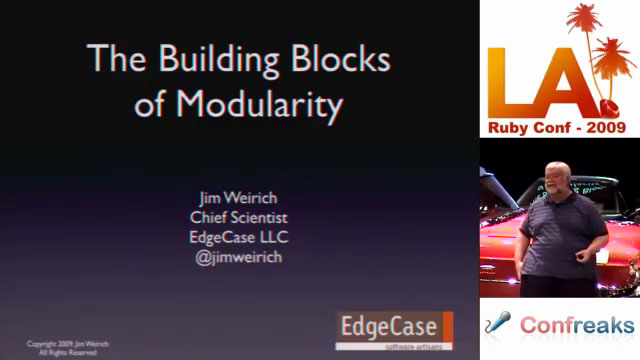 The Building Blocks
of Modularity
Jim Weirich
Chief Scientist
EdgeCase LLC
@jimweirich
Copyright 2009, Jim Weirich
All Rights Reserved
EdgeCase
software artisans
LA
Ruby Conf - 2009
Confreaks